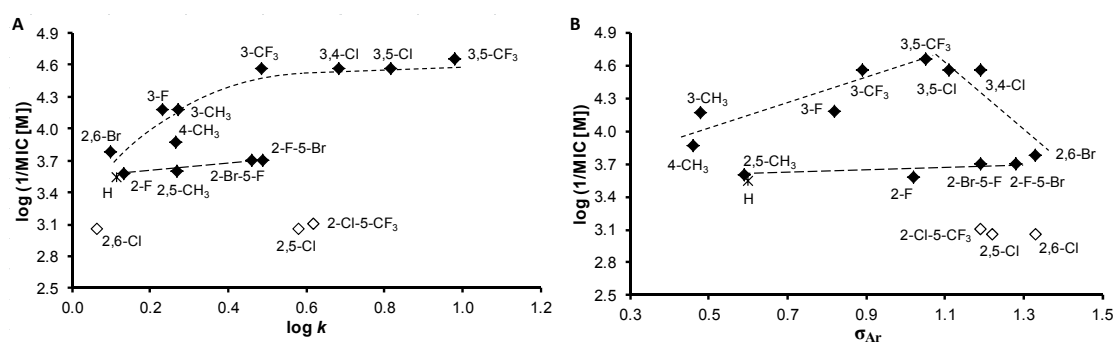 A
log (1/MIC [M])
4.9
4.6
4.3
4.0
3.7
3.4
3.1
2.8
2.5
3-CF₃
3,4-Cl
3,5-Cl
3,5-CF₃
3-F
3-CH₃
4-CH₃
2,6-Br
2-F-5-Br
2-F
2,5-CH₃
2-Br-5-F
H
2-Cl-5-CF₃
2,6-Cl
2,5-Cl
0.0 0.2 0.4 0.6 0.8 1.0 1.2
log k
B
log (1/MIC [M])
4.9
4.6
4.3
4.0
3.7
3.4
3.1
2.8
2.5
3,5-CF₃
3-CF₃
3,5-Cl
3,4-Cl
3-CH₃
3-F
4-CH₃
2,5-CH₃
2,6-Br
H
2-F
2-Br-5-F
2-F-5-Br
2-Cl-5-CF₃
2,5-Cl
2,6-Cl
0.3 0.5 0.7 0.9 1.1 1.3 1.5
σAr